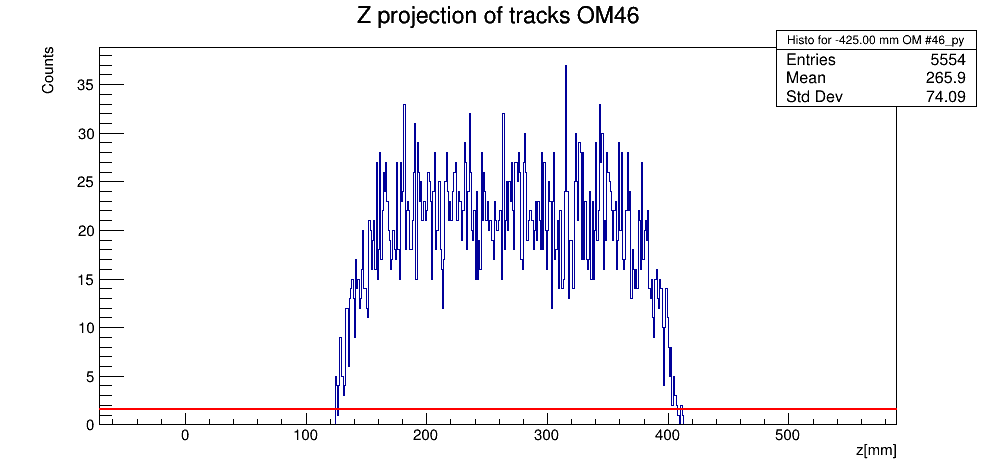 Z projection of tracks OM46
Histo for -425.00 mm OM #46_py
Entries 5554
Mean 265.9
Std Dev 74.09
Counts
35
30
25
20
15
10
5
0
0 100 200 300 400 500
z[mm]